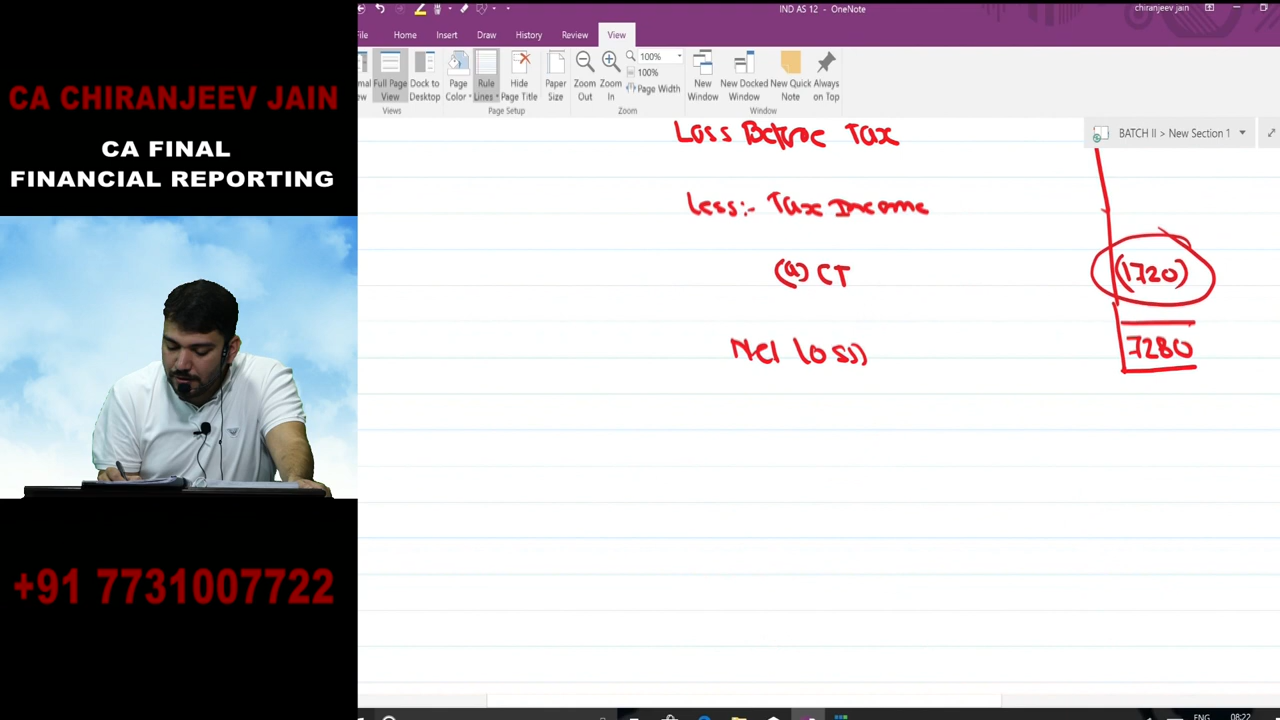 IND AS 12 - OneNote
chiranjeev jain
File
Home
Insert
Draw
History
Review
View
CA CHIRANJEEV JAIN
CA FINAL
FINANCIAL REPORTING
Full Page View
Dock to Desktop
Page Color
Rule Lines
Hide Page Title
Paper Size
Zoom Out
Zoom In
100%
100%
Page Width
New Window
New Docked Window
New Quick Note
Always on Top
Views
Page Setup
Zoom
Window
BATCH II > New Section 1
Loss Before Tax
Less:- Tax Income
(a) CT
(1720)
Net loss
7280
+91 7731007722
ENG
08:22